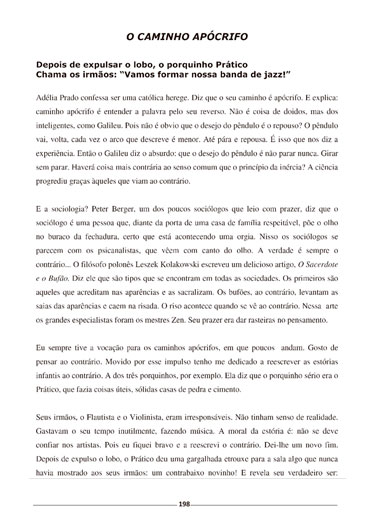 O CAMINHO APÓCRIFO
Depois de expulsar o lobo, o porquinho Prático
Chama os irmãos: “Vamos formar nossa banda de jazz!”
Adélia Prado confessa ser uma católica herege. Diz que o seu caminho é apócrifo. E explica:
caminho apócrifo é entender a palavra pelo seu reverso. Não é coisa de doidos, mas dos
inteligentes, como Galileu. Pois não é óbvio que o desejo do pêndulo é o repouso? O pêndulo
vai, volta, cada vez o arco que descreve é menor. Até pára e repousa. É isso que nos diz a
experiência. Então o Galileu diz o absurdo: que o desejo do pêndulo é não parar nunca. Girar
sem parar. Haverá coisa mais contrária ao senso comum que o princípio da inércia? A ciência
progrediu graças àqueles que viam ao contrário.
E a sociologia? Peter Berger, um dos poucos sociólogos que leio com prazer, diz que o
sociólogo é uma pessoa que, diante da porta de uma casa de família respeitável, põe o olho
no buraco da fechadura, certo que está acontecendo uma orgia. Nisso os sociólogos se
parecem com os psicanalistas, que vêem com canto do olho. A verdade é sempre o
contrário... O filósofo polonês Leszek Kolakowski escreveu um delicioso artigo, O Sacerdote
e o Bufão. Diz ele que são tipos que se encontram em todas as sociedades. Os primeiros são
aqueles que acreditam nas aparências e as sacralizam. Os bufões, ao contrário, levantam as
saias das aparências e caem na risada. O riso acontece quando se vê ao contrário. Nessa arte
os grandes especialistas foram os mestres Zen. Seu prazer era dar rasteiras no pensamento.
Eu sempre tive a vocação para os caminhos apócrifos, em que poucos andam. Gosto de
pensar ao contrário. Movido por esse impulso tenho me dedicado a reescrever as estórias
infantis ao contrário. A dos três porquinhos, por exemplo. Ela diz que o porquinho sério era o
Prático, que fazia coisas úteis, sólidas casas de pedra e cimento.
Seus irmãos, o Flautista e o Violinista, eram irresponsáveis. Não tinham senso de realidade.
Gastavam o seu tempo inutilmente, fazendo música. A moral da estória é: não se deve
confiar nos artistas. Pois eu fiquei bravo e a reescrevi o contrário. Dei-lhe um novo fim.
Depois de expulso o lobo, o Prático deu uma gargalhada etrouxe para a sala algo que nunca
havia mostrado aos seus irmãos: um contrabaixo novinho! E revela seu verdadeiro ser:
198